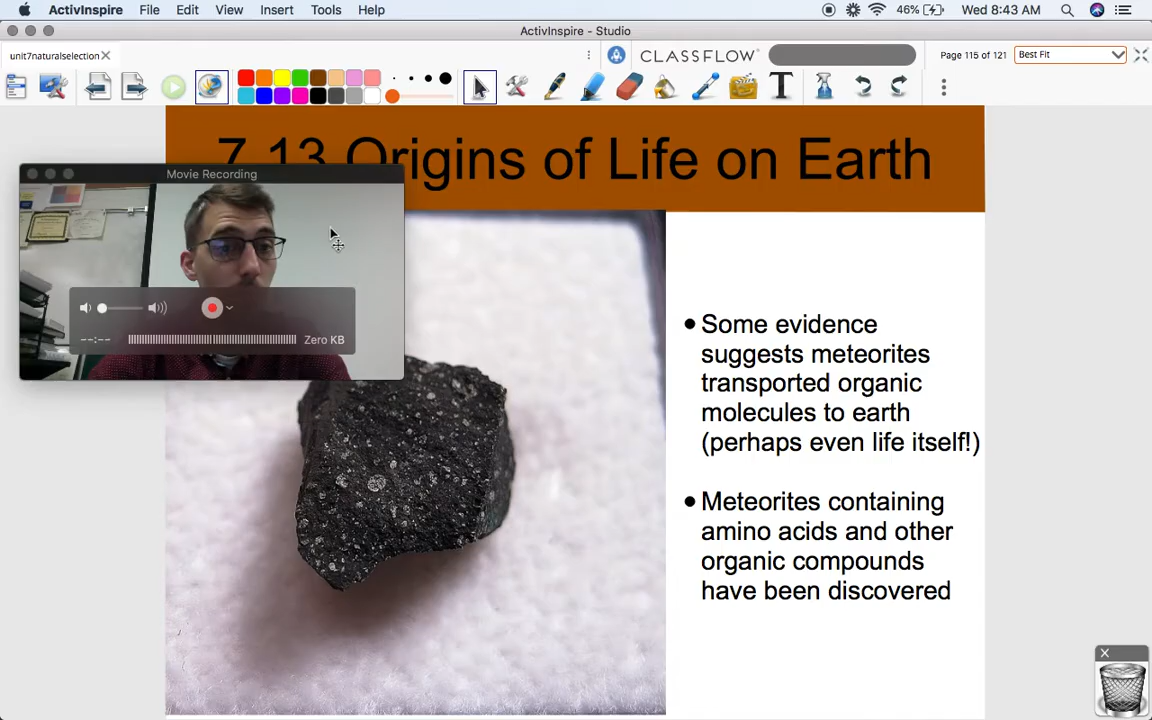 ActivInspire File Edit View Insert Tools Help 46% Wed 8:43 AM
ActivInspire - Studio
unit7naturalselection CLASSFLOW Page 115 of 121 Best Fit
7.13 Origins of Life on Earth
Movie Recording
--:--
Zero KB
• Some evidence
suggests meteorites
transported organic
molecules to earth
(perhaps even life itself!)
• Meteorites containing
amino acids and other
organic compounds
have been discovered